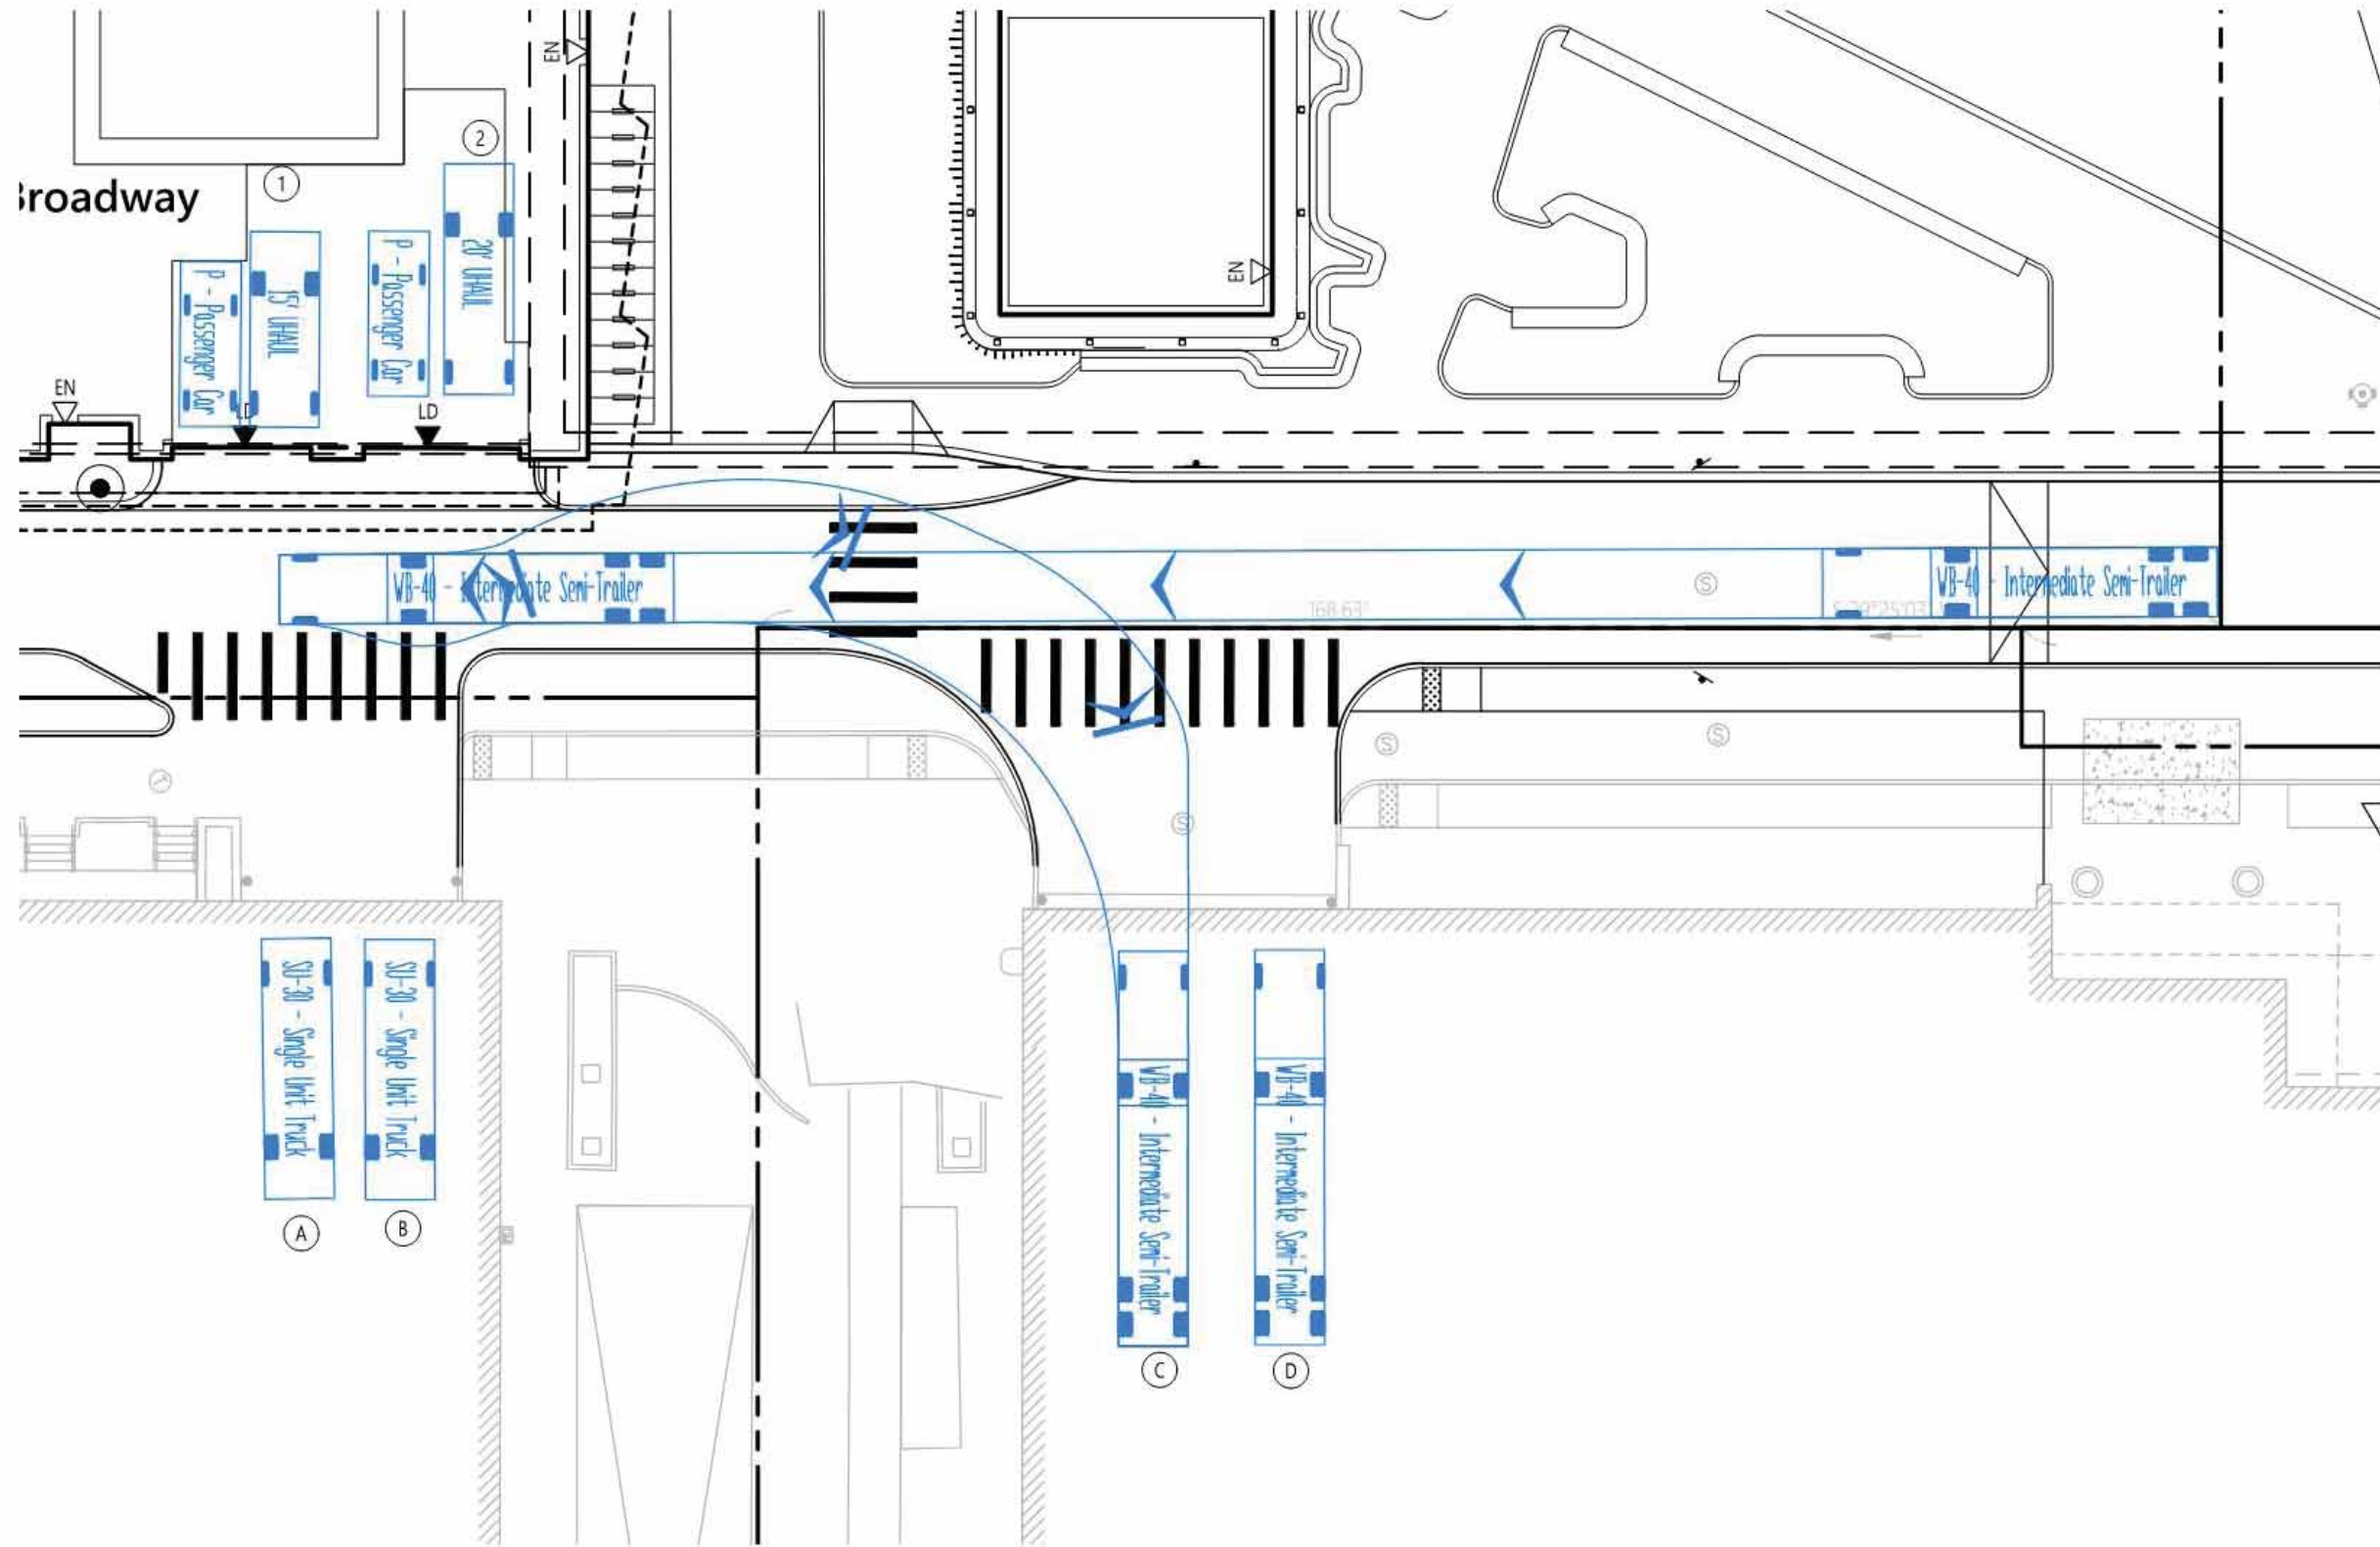 EN
2
1
Broadway
P - Passenger Car
15' UHAUL
P - Passenger Car
20' UHAUL
EN
EN
LD
LD
WB-40 - Intermediate Semi-Trailer
WB-40 - Intermediate Semi-Trailer
S
168.63'
S
S
S
SU-30 - Single Unit Truck
SU-30 - Single Unit Truck
A
B
WB-40 - Intermediate Semi-Trailer
WB-40 - Intermediate Semi-Trailer
C
D